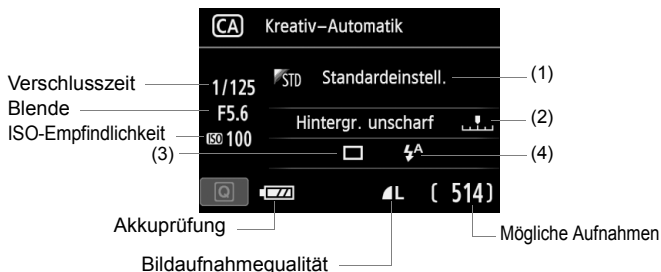 CA Kreativ-Automatik
Verschlusszeit 1/125 STD Standardeinstell. (1)
Blende F5.6 Hintergr. unscharf (2)
ISO-Empfindlichkeit ISO 100
(3) A (4)
Q L ( 514)
Akkuprüfung Mögliche Aufnahmen
Bildaufnahmequalität